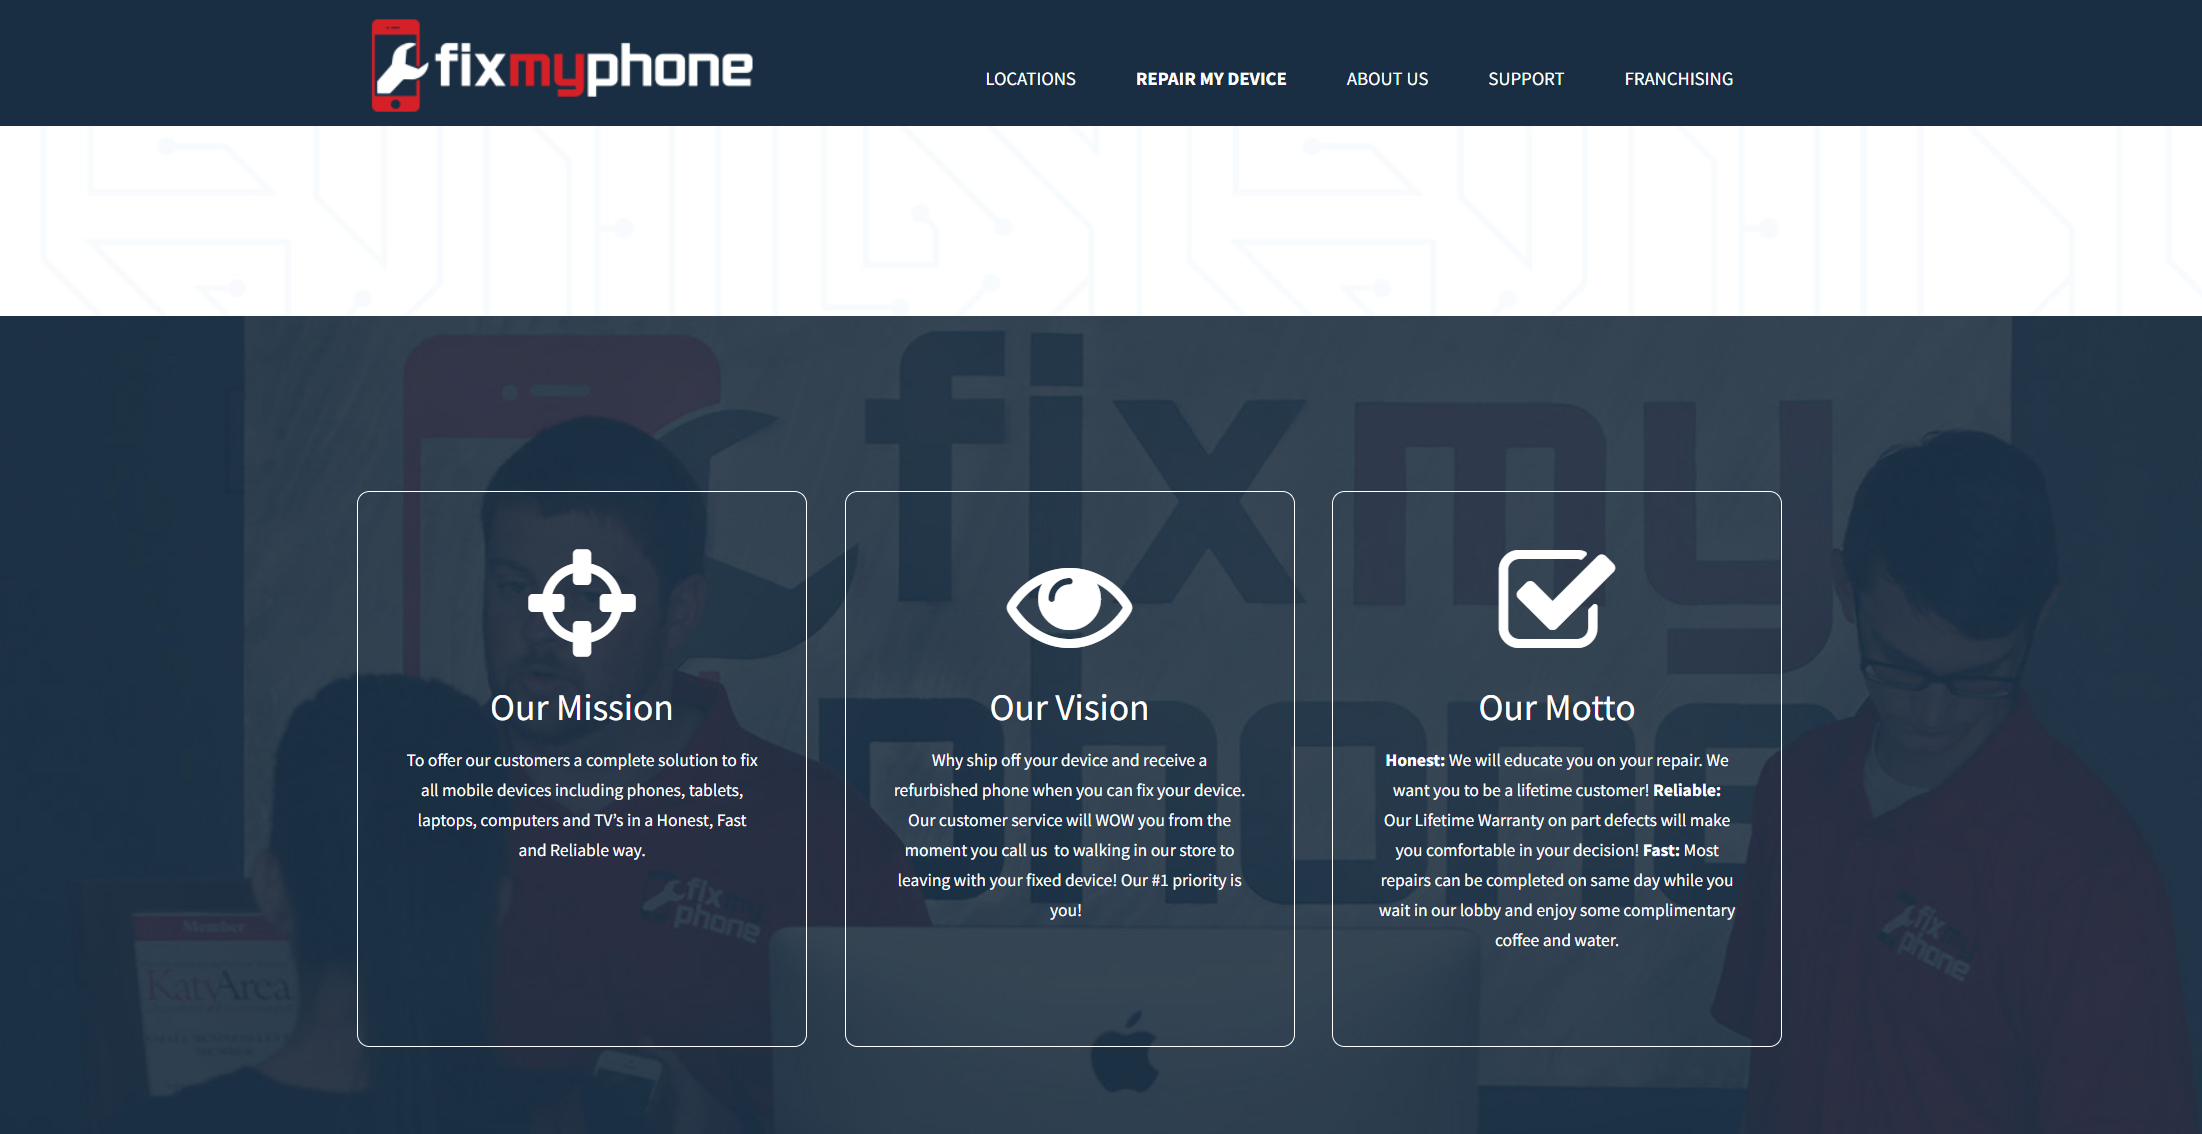 fixmyphone
LOCATIONS REPAIR MY DEVICE ABOUT US SUPPORT FRANCHISING
fixmy
phone
Our Mission
To offer our customers a complete solution to fix
all mobile devices including phones, tablets,
laptops, computers and TV’s in a Honest, Fast
and Reliable way.
Our Vision
Why ship off your device and receive a
refurbished phone when you can fix your device.
Our customer service will WOW you from the
moment you call us  to walking in our store to
leaving with your fixed device! Our #1 priority is
you!
Our Motto
Honest: We will educate you on your repair. We
want you to be a lifetime customer! Reliable:
Our Lifetime Warranty on part defects will make
you comfortable in your decision! Fast: Most
repairs can be completed on same day while you
wait in our lobby and enjoy some complimentary
coffee and water.
fixmy
phone
fixmy
phone
Member
KatyArea